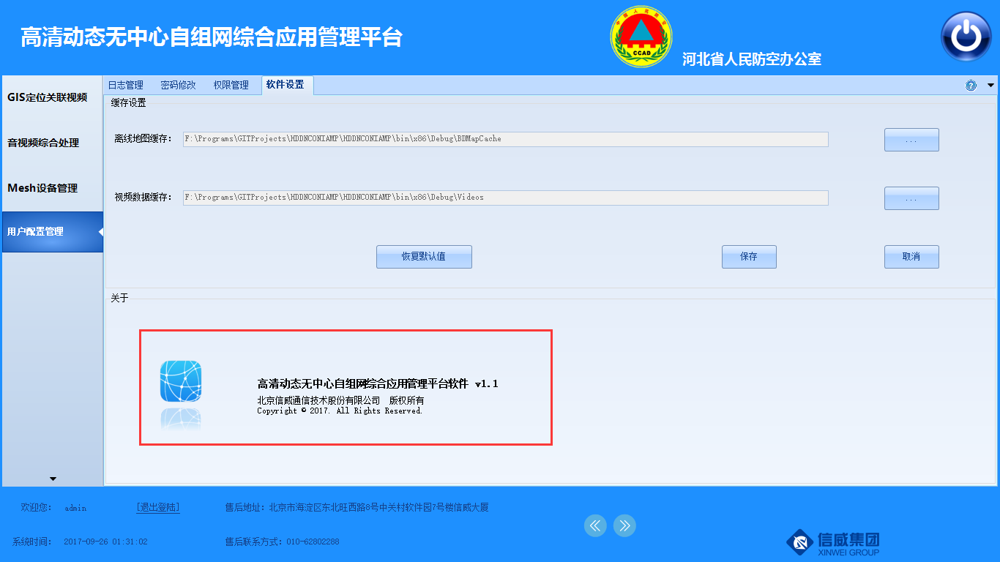 高清动态无中心自组网综合应用管理平台
中国人民防空
CCAD
河北省人民防空办公室
GIS定位关联视频
音视频综合处理
Mesh设备管理
用户配置管理
日志管理 密码修改 权限管理 软件设置
?
缓存设置
离线地图缓存： F:\Programs\GITProjects\HDDNCONIAMP\HDDNCONIAMP\bin\x86\Debug\BDMapCache ...
视频数据缓存： F:\Programs\GITProjects\HDDNCONIAMP\HDDNCONIAMP\bin\x86\Debug\Videos ...
恢复默认值 保存 取消
关于
高清动态无中心自组网综合应用管理平台软件 v1.1
北京信威通信技术股份有限公司 版权所有
Copyright © 2017. All Rights Reserved.
欢迎您： admin [退出登陆] 售后地址：北京市海淀区东北旺西路8号中关村软件园7号楼信威大厦
系统时间： 2017-09-26 01:31:02 售后联系方式：010-62802288
信威集团
XINWEI GROUP